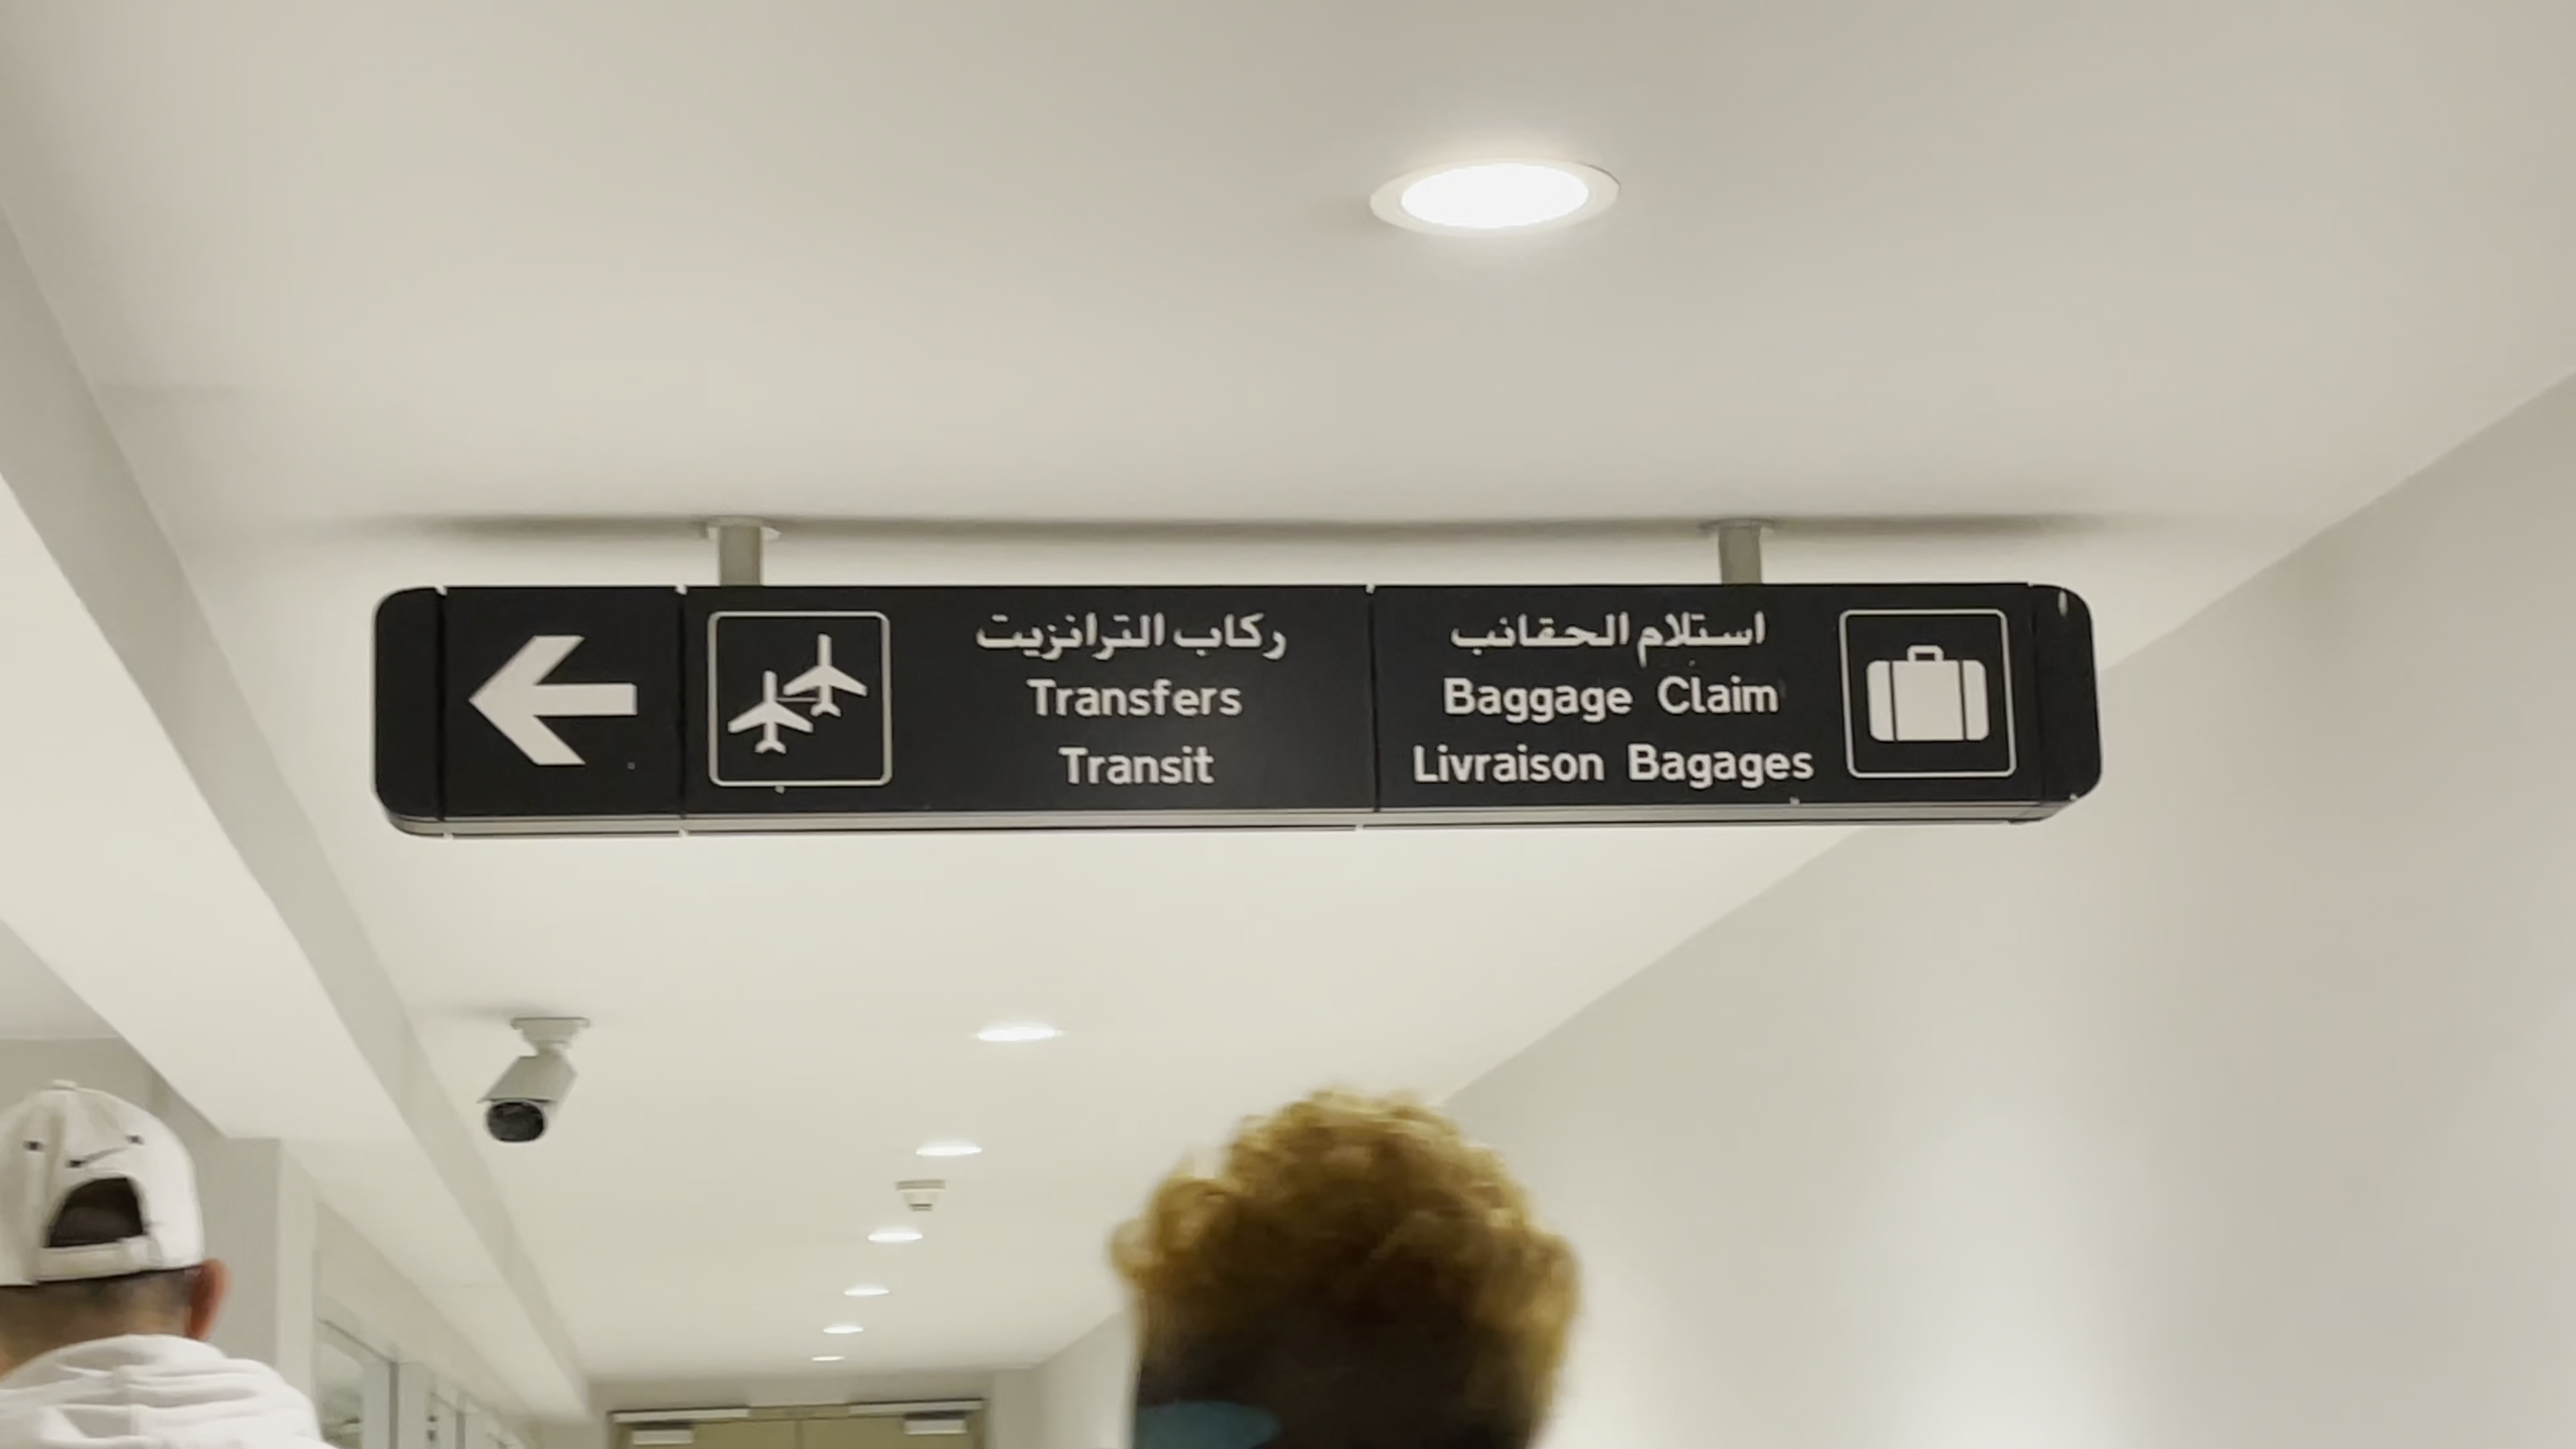 ركاب الترانزيت
Transfers
Transit
استلام الحقائب
Baggage Claim
Livraison Bagages